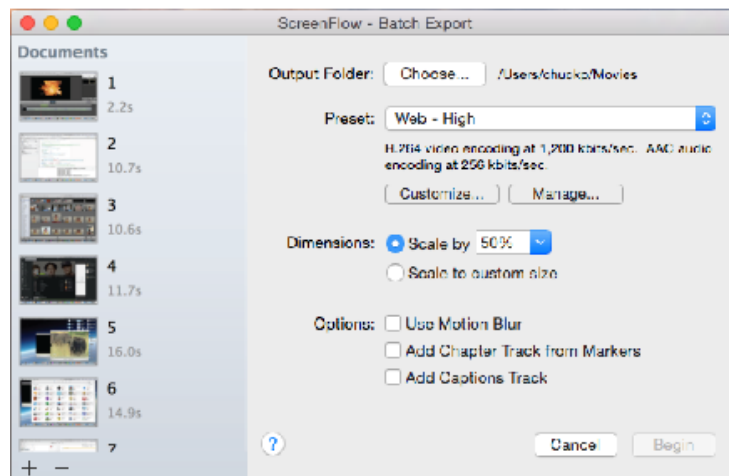 ScreenFlow - Batch Export
Documents
1
2.2s
2
10.7s
3
10.6s
4
11.7s
5
16.0s
6
14.9s
7
+ −
Output Folder: Choose... /Users/chuckp/Movies
Preset: Web - High
H.264 video encoding at 1,200 kbits/sec. AAC audio
encoding at 256 kbits/sec.
Customize... Manage...
Dimensions: Scale by 50%
Scale to custom size
Options: Use Motion Blur
Add Chapter Track from Markers
Add Captions Track
? Cancel Begin